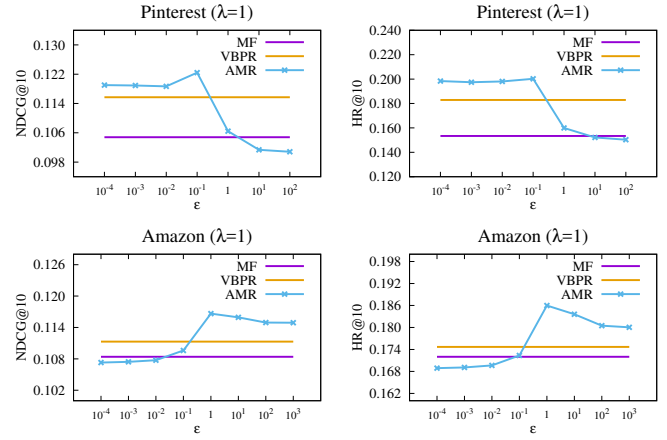 Pinterest (λ=1)
NDCG@10
0.130
0.122
0.114
0.106
0.098
MF
VBPR
AMR
10⁻⁴ 10⁻³ 10⁻² 10⁻¹ 1 10¹ 10²
ε
Pinterest (λ=1)
HR@10
0.240
0.200
0.160
0.120
MF
VBPR
AMR
10⁻⁴ 10⁻³ 10⁻² 10⁻¹ 1 10¹ 10²
ε
Amazon (λ=1)
NDCG@10
0.126
0.120
0.114
0.108
0.102
MF
VBPR
AMR
10⁻⁴ 10⁻³ 10⁻² 10⁻¹ 1 10¹ 10² 10³
ε
Amazon (λ=1)
HR@10
0.198
0.192
0.186
0.180
0.174
0.168
0.162
MF
VBPR
AMR
10⁻⁴ 10⁻³ 10⁻² 10⁻¹ 1 10¹ 10² 10³
ε